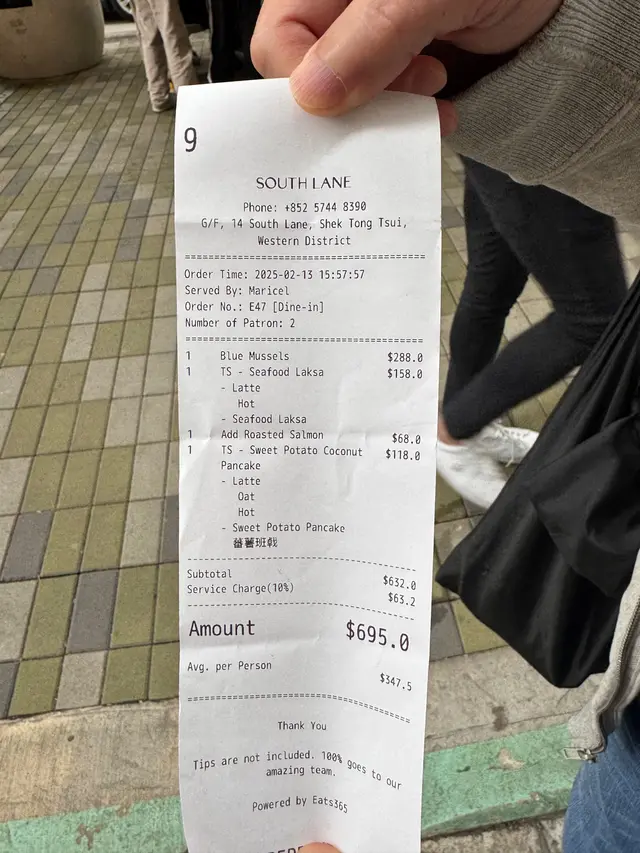 9
SOUTH LANE
Phone: +852 5744 8390
G/F, 14 South Lane, Shek Tong Tsui,
Western District
Order Time: 2025-02-13 15:57:57
Served By: Maricel
Order No.: E47 [Dine-in]
Number of Patron: 2
1 Blue Mussels $288.0
1 TS - Seafood Laksa $158.0
- Latte
Hot
- Seafood Laksa
1 Add Roasted Salmon $68.0
1 TS - Sweet Potato Coconut $118.0
Pancake
- Latte
Oat
Hot
- Sweet Potato Pancake
蕃薯班戟
Subtotal $632.0
Service Charge(10%) $63.2
Amount $695.0
Avg. per Person $347.5
Thank You
Tips are not included. 100% goes to our
amazing team.
Powered by Eats365